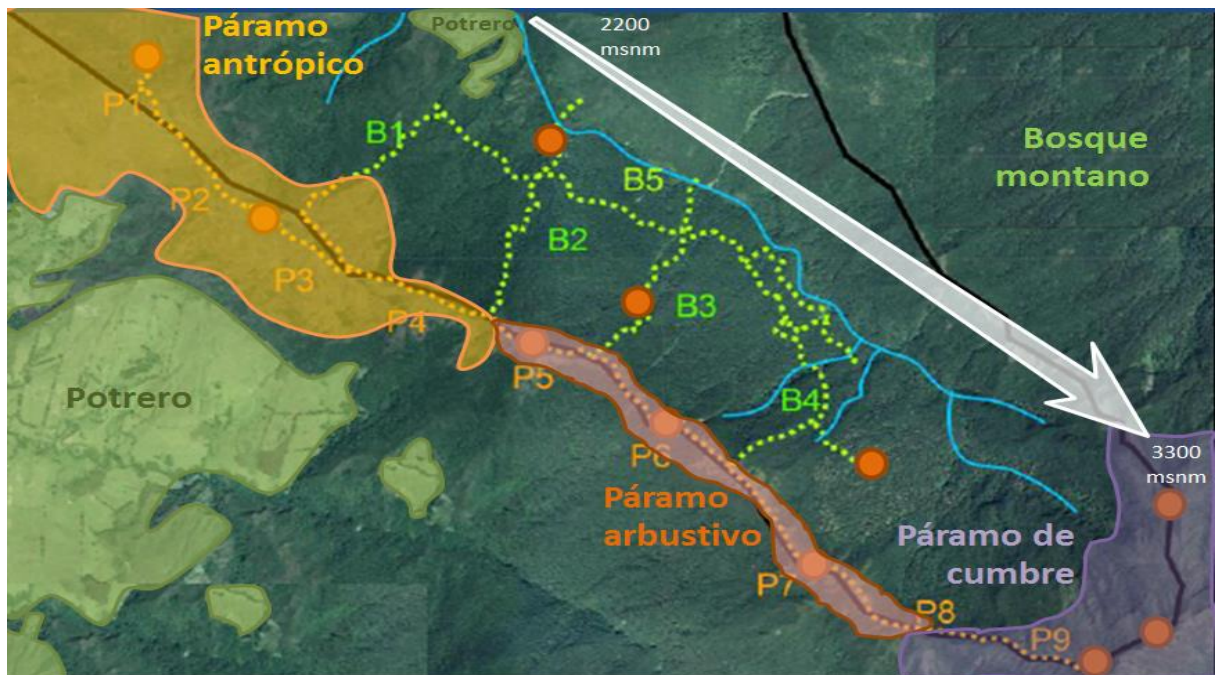 Potrero
2200
msnm
Páramo
antrópico
P1
B1
Bosque
montano
B5
P2
B2
P3
B3
P4
Potrero
P5
B4
P6
3300
msnm
Páramo
arbustivo
Páramo de
cumbre
P7
P8
P9